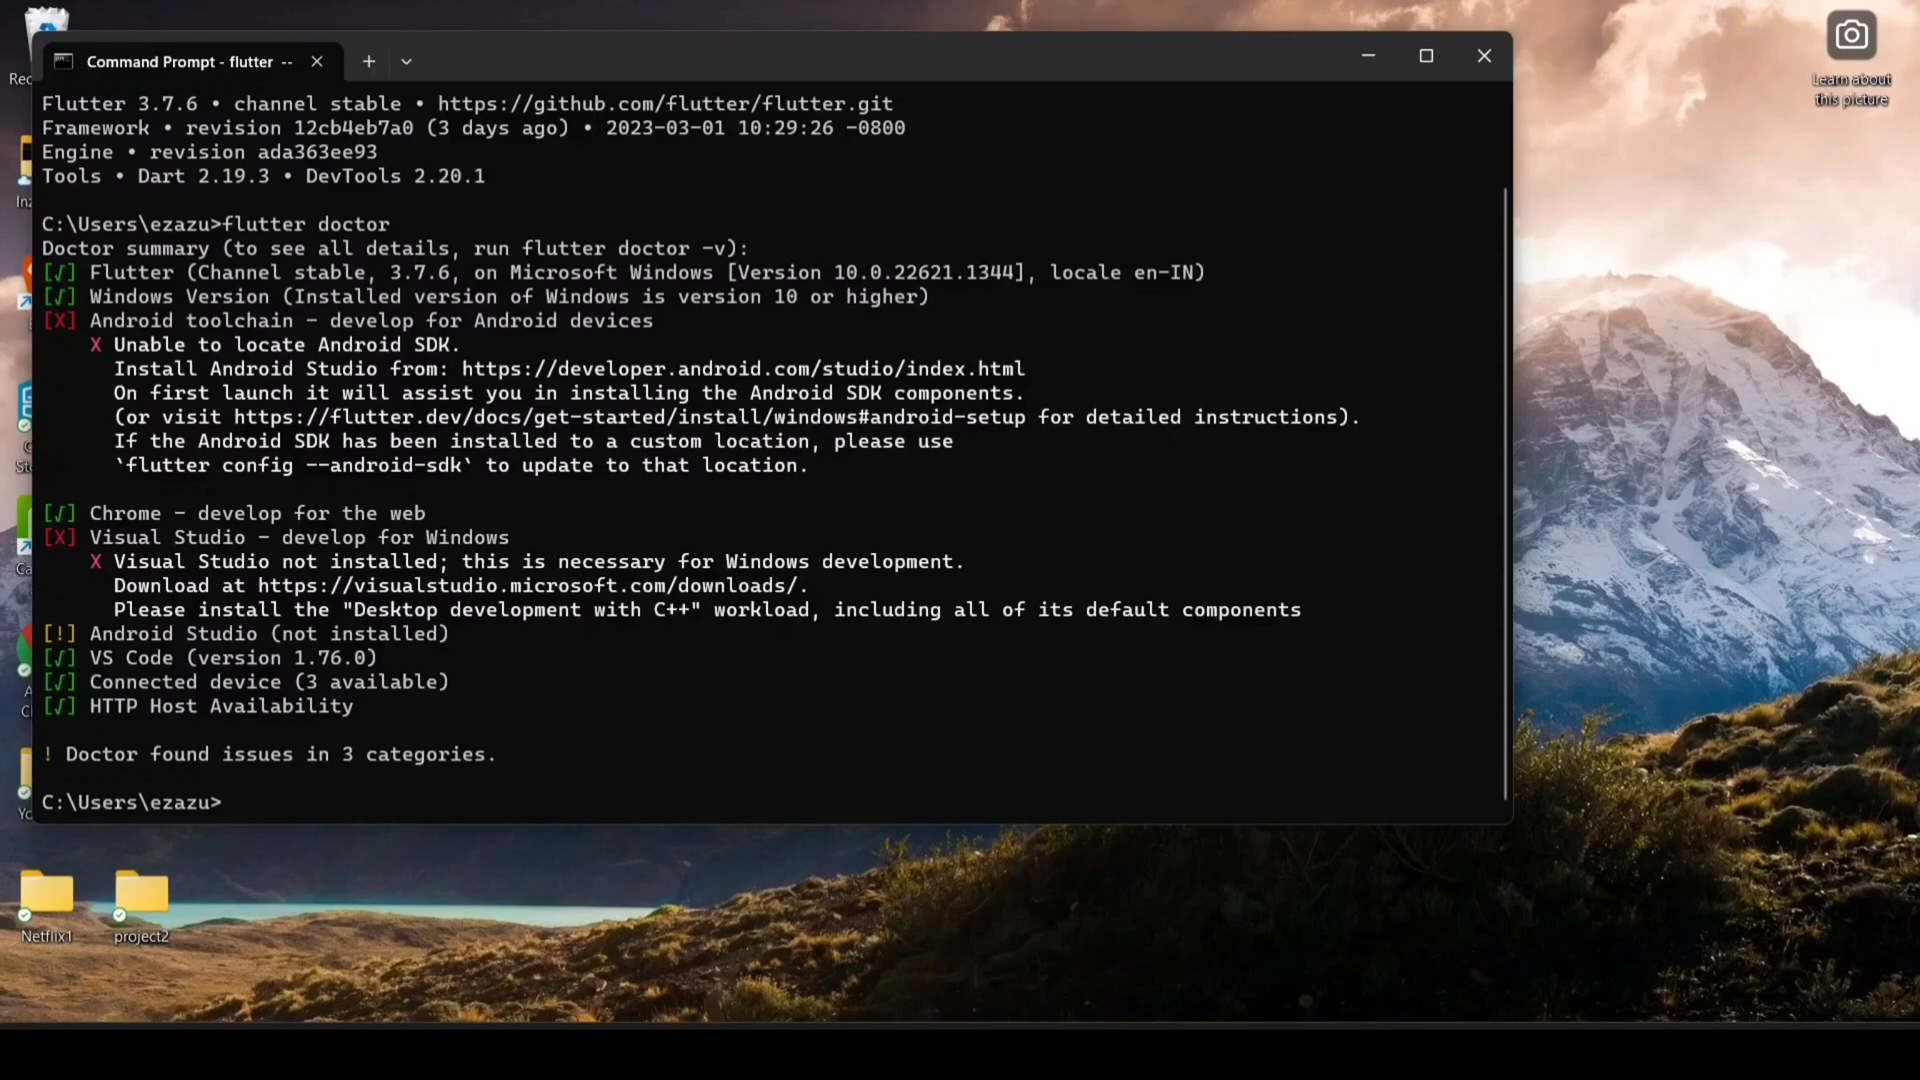 Command Prompt - flutter --
Learn about
this picture
Flutter 3.7.6 • channel stable • https://github.com/flutter/flutter.git
Framework • revision 12cb4eb7a0 (3 days ago) • 2023-03-01 10:29:26 -0800
Engine • revision ada363ee93
Tools • Dart 2.19.3 • DevTools 2.20.1
C:\Users\ezazu>flutter doctor
Doctor summary (to see all details, run flutter doctor -v):
[√] Flutter (Channel stable, 3.7.6, on Microsoft Windows [Version 10.0.22621.1344], locale en-IN)
[√] Windows Version (Installed version of Windows is version 10 or higher)
[X] Android toolchain - develop for Android devices
X Unable to locate Android SDK.
Install Android Studio from: https://developer.android.com/studio/index.html
On first launch it will assist you in installing the Android SDK components.
(or visit https://flutter.dev/docs/get-started/install/windows#android-setup for detailed instructions).
If the Android SDK has been installed to a custom location, please use
`flutter config --android-sdk` to update to that location.
[√] Chrome - develop for the web
[X] Visual Studio - develop for Windows
X Visual Studio not installed; this is necessary for Windows development.
Download at https://visualstudio.microsoft.com/downloads/.
Please install the "Desktop development with C++" workload, including all of its default components
[!] Android Studio (not installed)
[√] VS Code (version 1.76.0)
[√] Connected device (3 available)
[√] HTTP Host Availability
! Doctor found issues in 3 categories.
C:\Users\ezazu>
Netflix1
project2